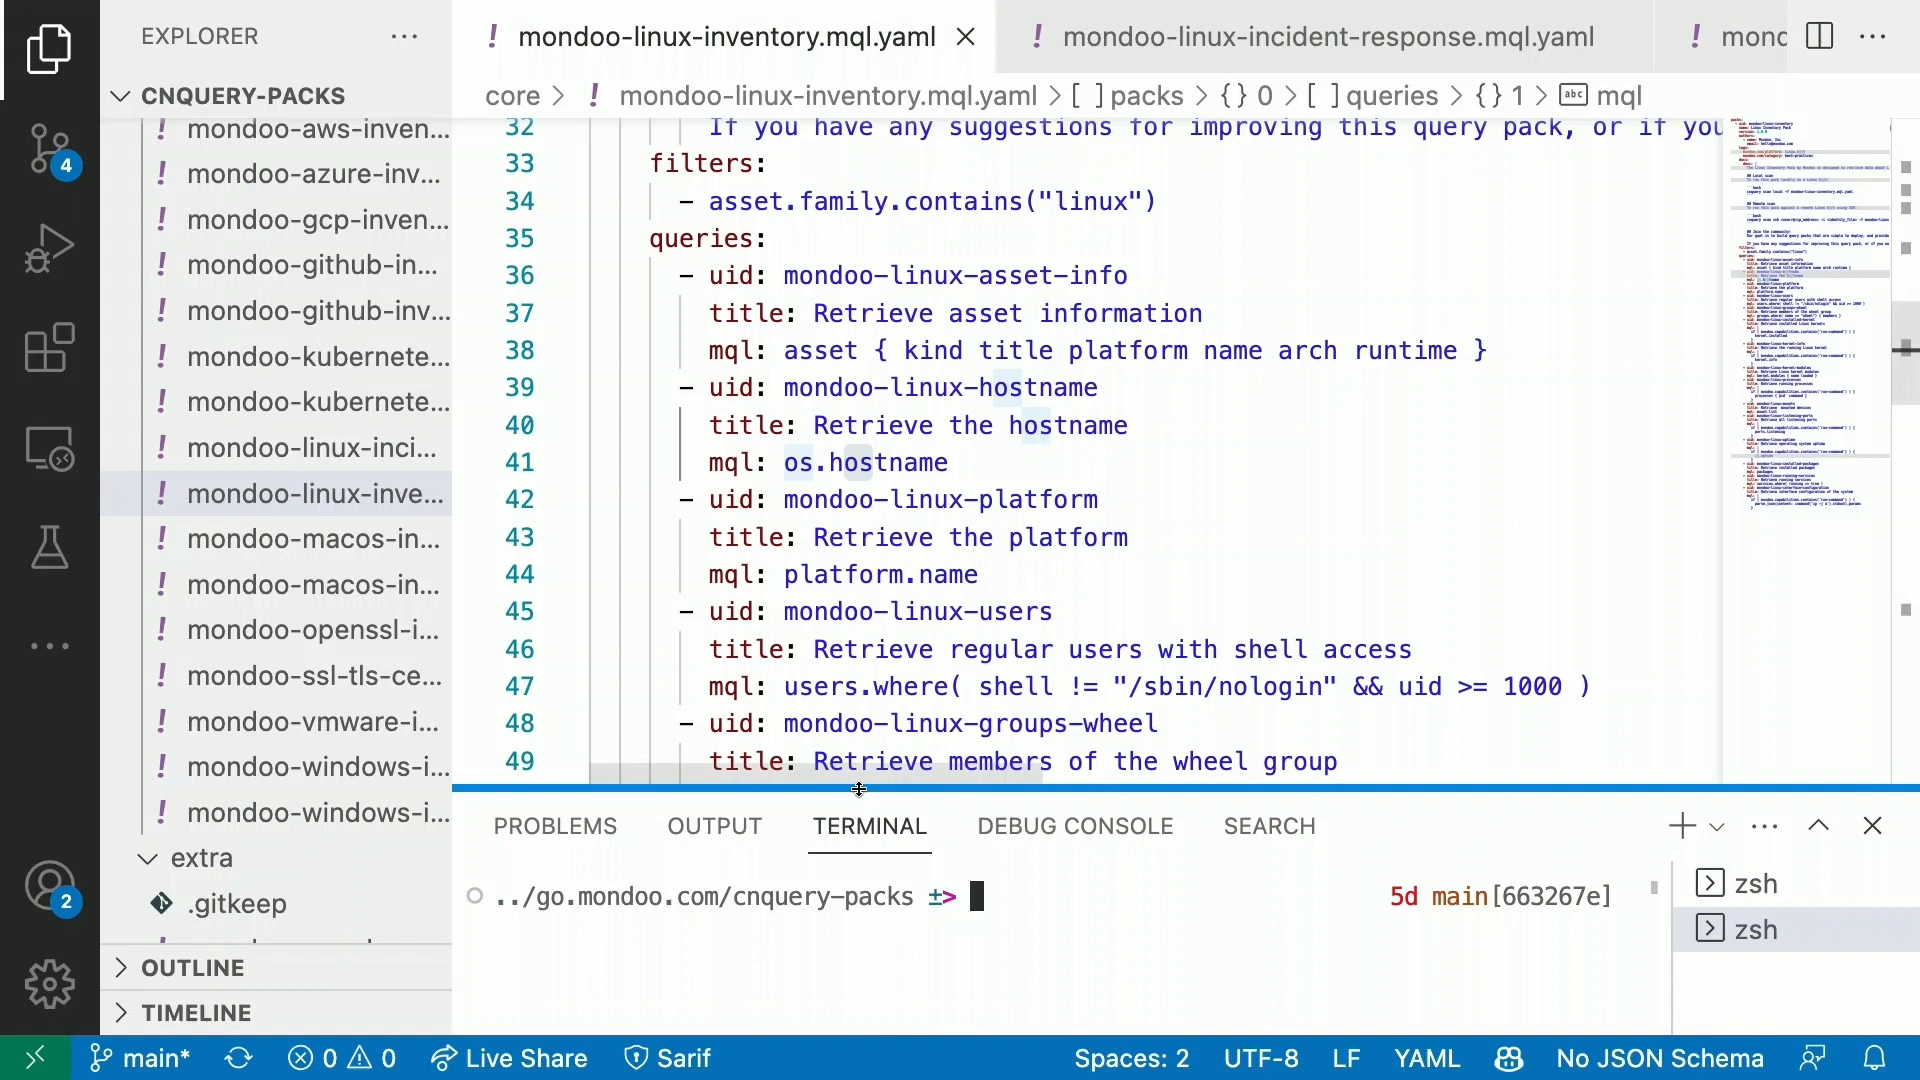 EXPLORER
CNQUERY-PACKS
mondoo-aws-inven...
mondoo-azure-inv...
mondoo-gcp-inven...
mondoo-github-in...
mondoo-github-inv...
mondoo-kubernete...
mondoo-kubernete...
mondoo-linux-inci...
mondoo-linux-inve...
mondoo-macos-in...
mondoo-macos-in...
mondoo-openssl-i...
mondoo-ssl-tls-ce...
mondoo-vmware-i...
mondoo-windows-i...
mondoo-windows-i...
extra
.gitkeep
OUTLINE
TIMELINE
4
2
! mondoo-linux-inventory.mql.yaml
! mondoo-linux-incident-response.mql.yaml
! mond
core > ! mondoo-linux-inventory.mql.yaml > [ ] packs > {} 0 > [ ] queries > {} 1 > abc mql
32 If you have any suggestions for improving this query pack, or if you
33 filters:
34 - asset.family.contains("linux")
35 queries:
36 - uid: mondoo-linux-asset-info
37 title: Retrieve asset information
38 mql: asset { kind title platform name arch runtime }
39 - uid: mondoo-linux-hostname
40 title: Retrieve the hostname
41 mql: os.hostname
42 - uid: mondoo-linux-platform
43 title: Retrieve the platform
44 mql: platform.name
45 - uid: mondoo-linux-users
46 title: Retrieve regular users with shell access
47 mql: users.where( shell != "/sbin/nologin" && uid >= 1000 )
48 - uid: mondoo-linux-groups-wheel
49 title: Retrieve members of the wheel group
PROBLEMS OUTPUT TERMINAL DEBUG CONSOLE SEARCH
../go.mondoo.com/cnquery-packs ±> 5d main[663267e]
zsh
zsh
main* 0 0 Live Share Sarif Spaces: 2 UTF-8 LF YAML No JSON Schema